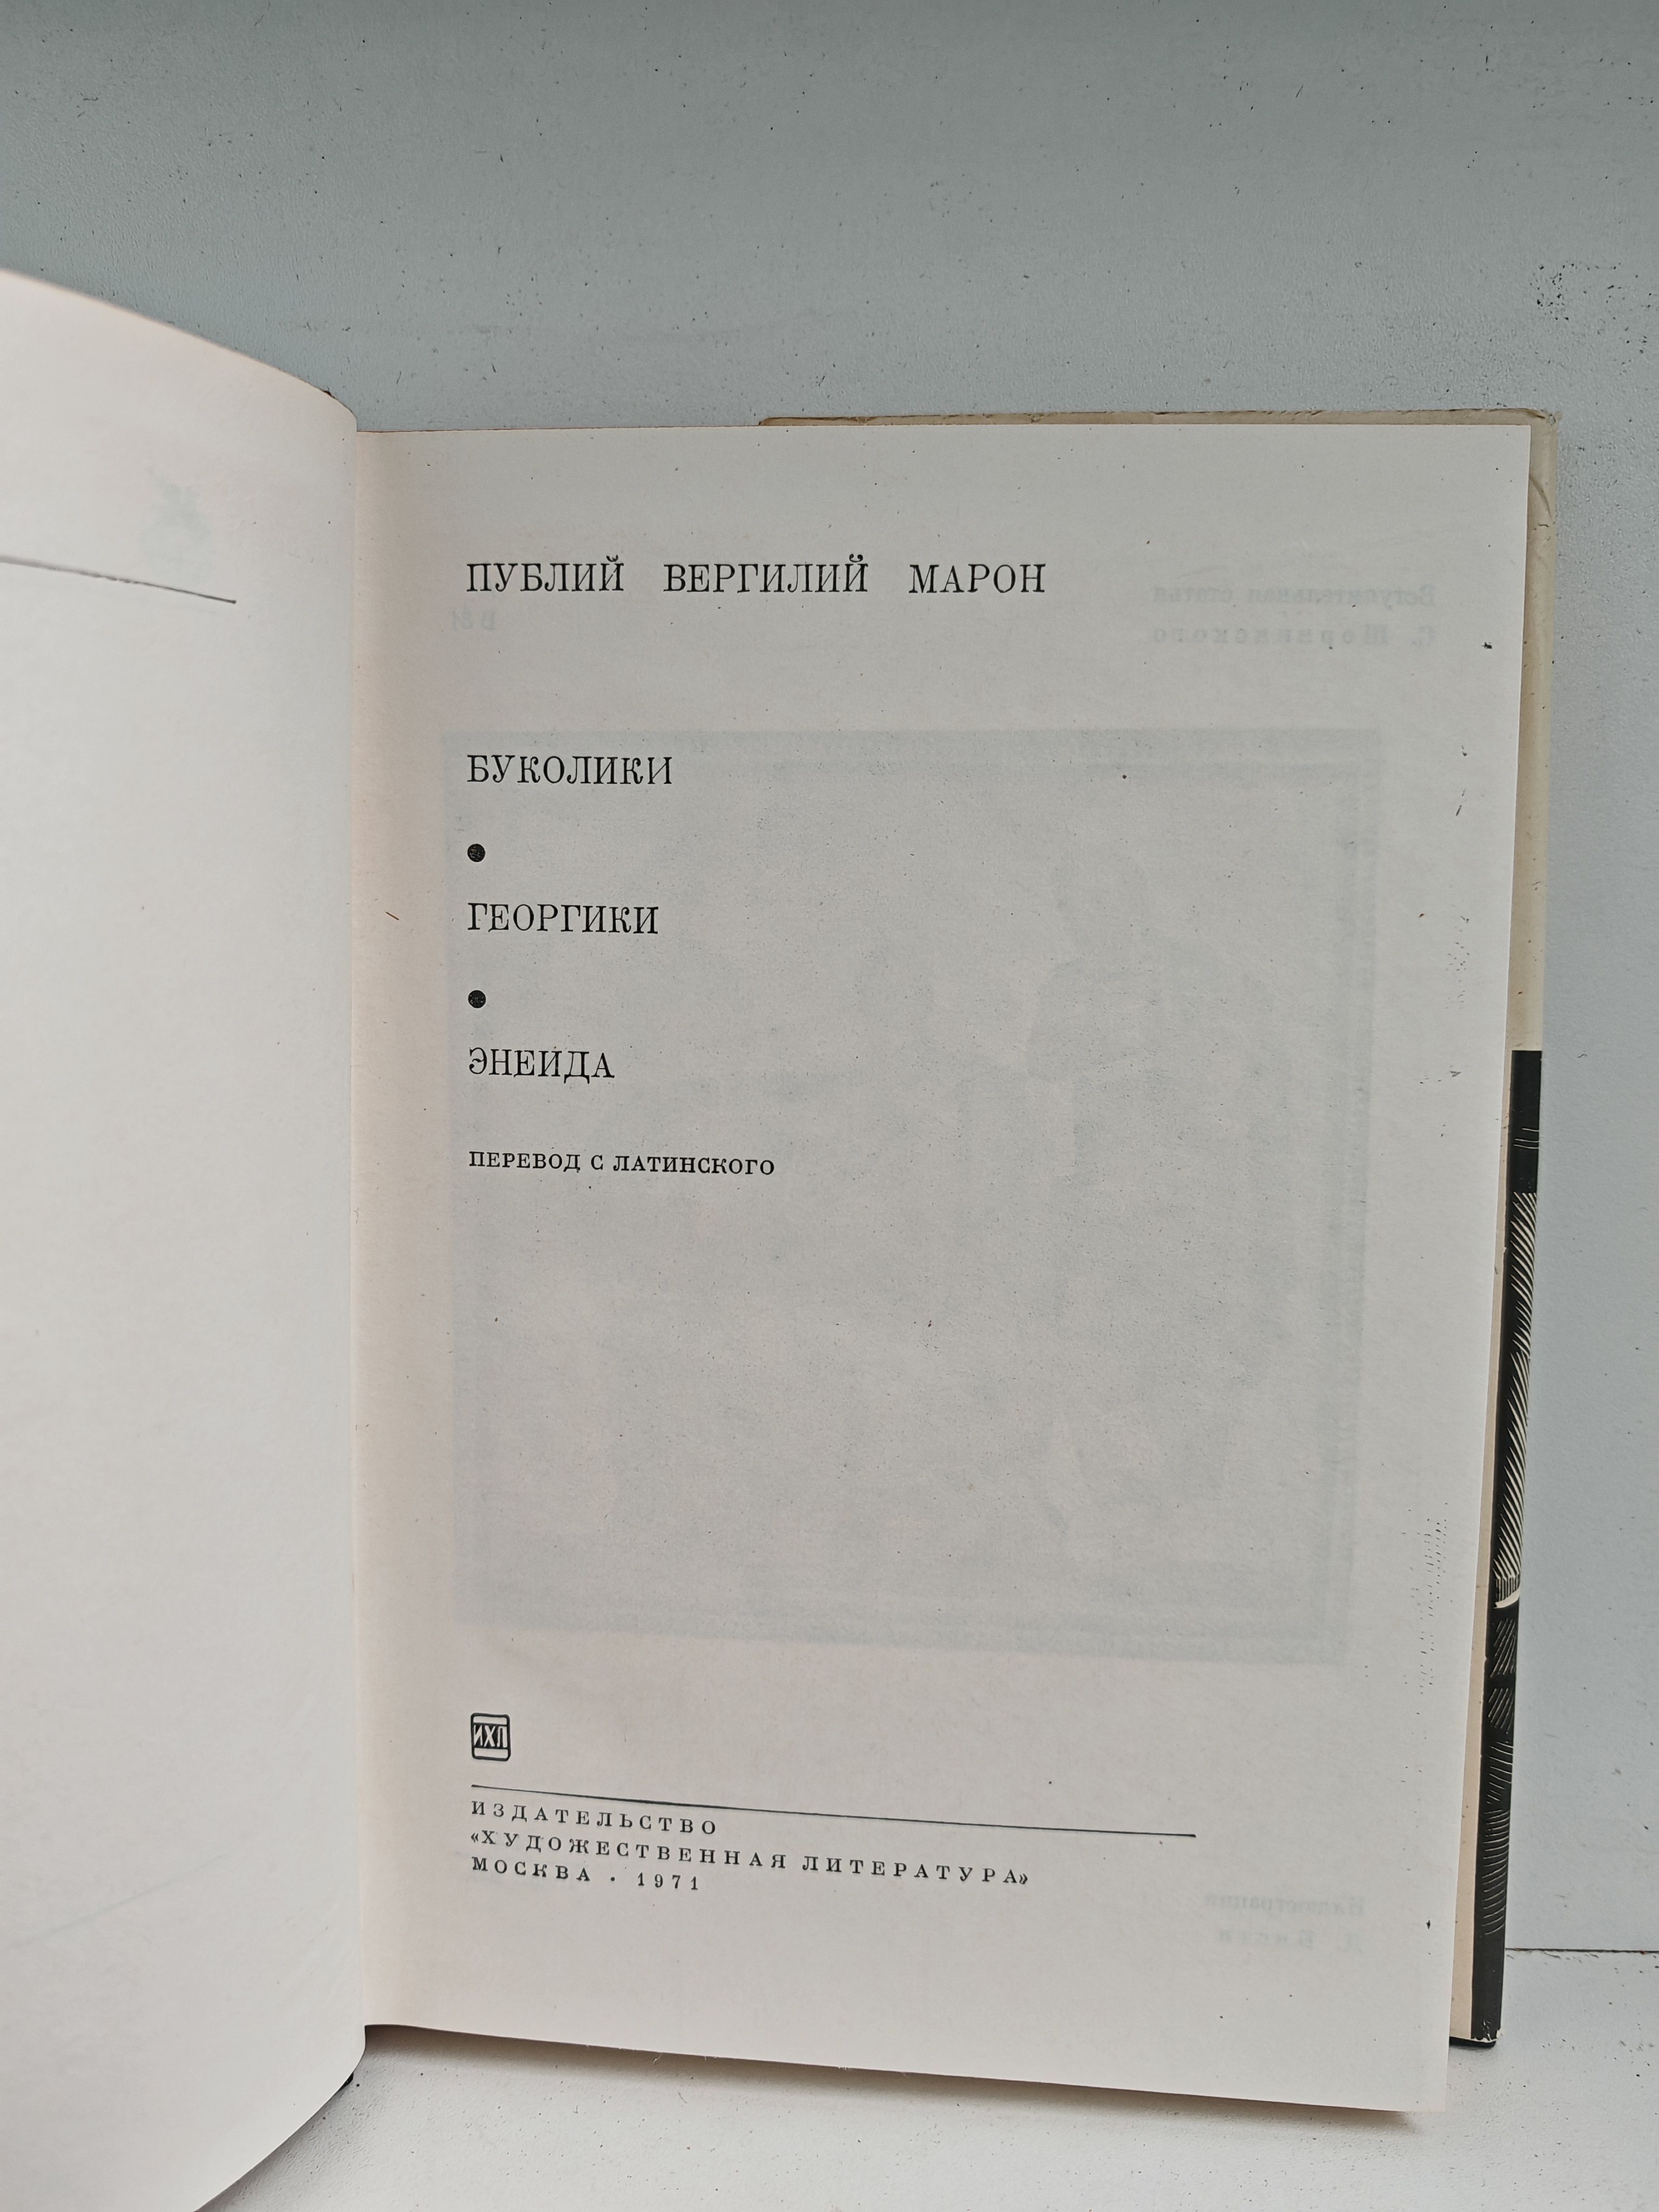 ПУБЛИЙ ВЕРГИЛИЙ МАРОН
БУКОЛИКИ
●
ГЕОРГИКИ
●
ЭНЕИДА
ПЕРЕВОД С ЛАТИНСКОГО
ИХЛ
ИЗДАТЕЛЬСТВО
«ХУДОЖЕСТВЕННАЯ ЛИТЕРАТУРА»
МОСКВА · 1971